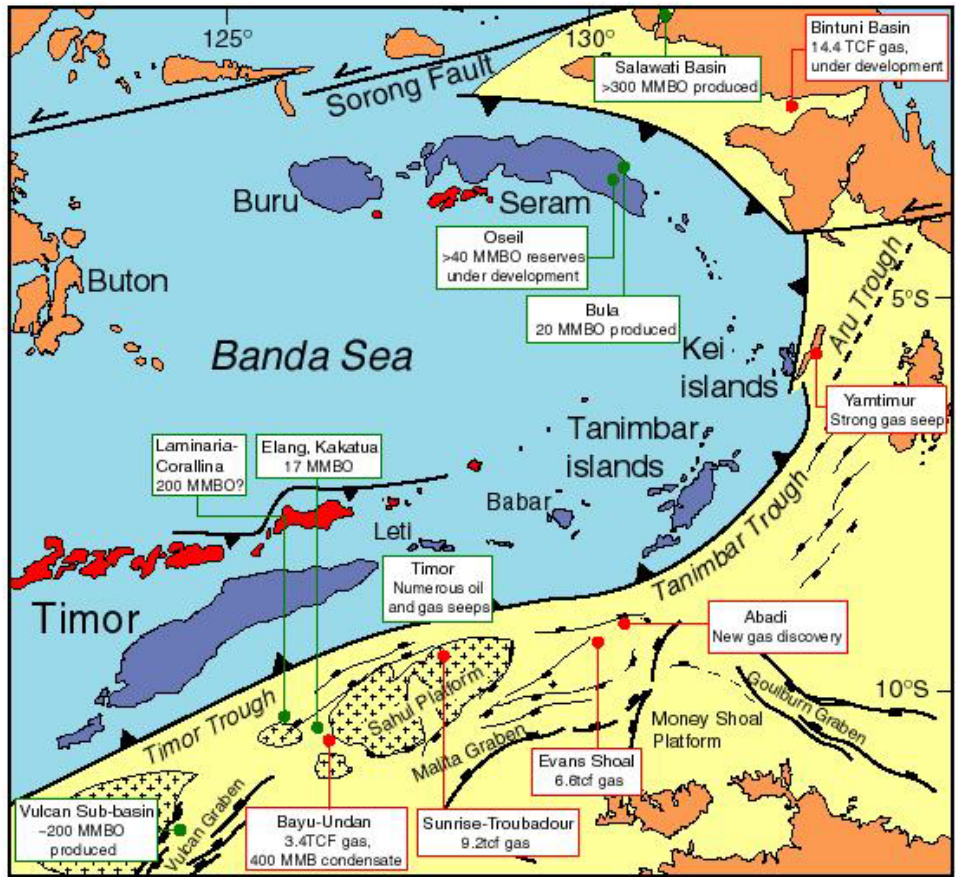 125°
130°
Bintuni Basin
14.4 TCF gas,
under development
Salawati Basin
>300 MMBO produced
Sorong Fault
Buru
Seram
Oseil
>40 MMBO reserves
under development
Bula
20 MMBO produced
Buton
5°S
Aru Trough
Banda Sea
Kei
islands
Yamtimur
Strong gas seep
Tanimbar
islands
Laminaria-
Corallina
200 MMBO?
Elang, Kakatua
17 MMBO
Babar
Leti
Tanimbar Trough
Timor
Timor
Numerous oil
and gas seeps
Abadi
New gas discovery
10°S
Goulburn Graben
Sahul Platform
Timor Trough
Money Shoal
Platform
Malita Graben
Evans Shoal
6.6tcf gas
Vulcan Sub-basin
~200 MMBO
produced
Vulcan Graben
Bayu-Undan
3.4TCF gas,
400 MMB condensate
Sunrise-Troubadour
9.2tcf gas